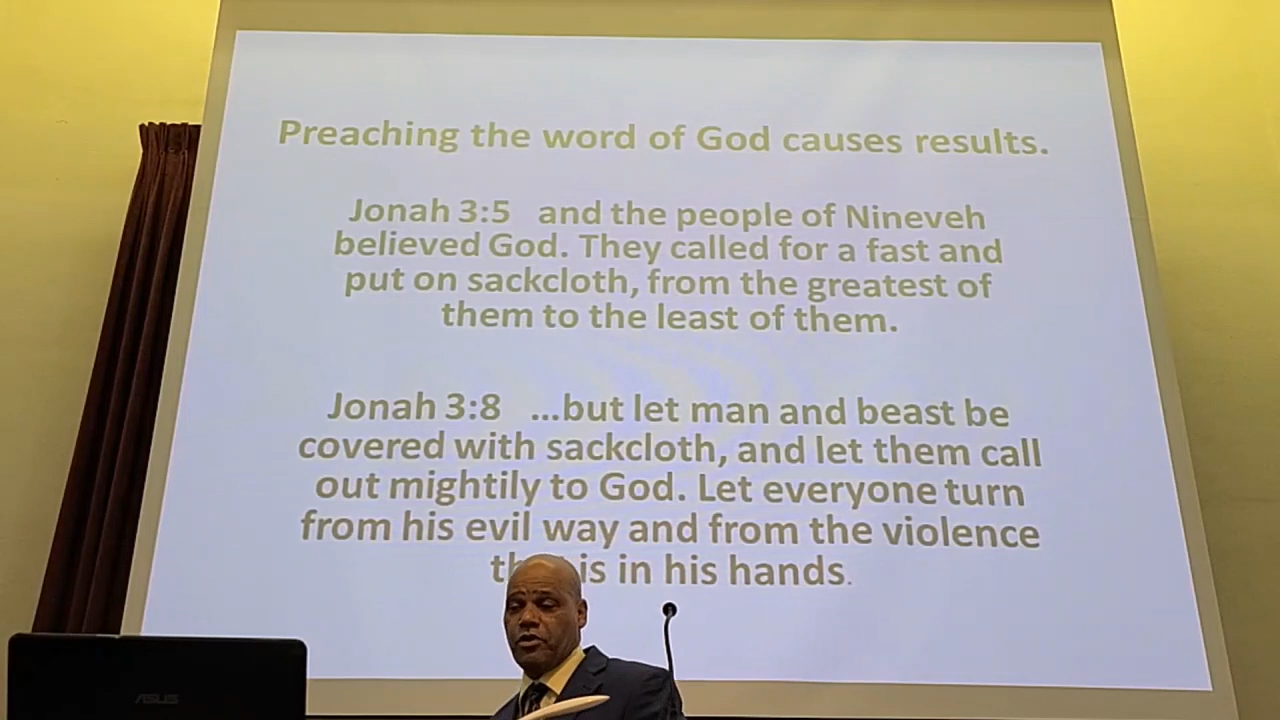 Preaching the word of God causes results.
Jonah 3:5 and the people of Nineveh
believed God. They called for a fast and
put on sackcloth, from the greatest of
them to the least of them.
Jonah 3:8 ...but let man and beast be
covered with sackcloth, and let them call
out mightily to God. Let everyone turn
from his evil way and from the violence
is in his hands.
ASUS